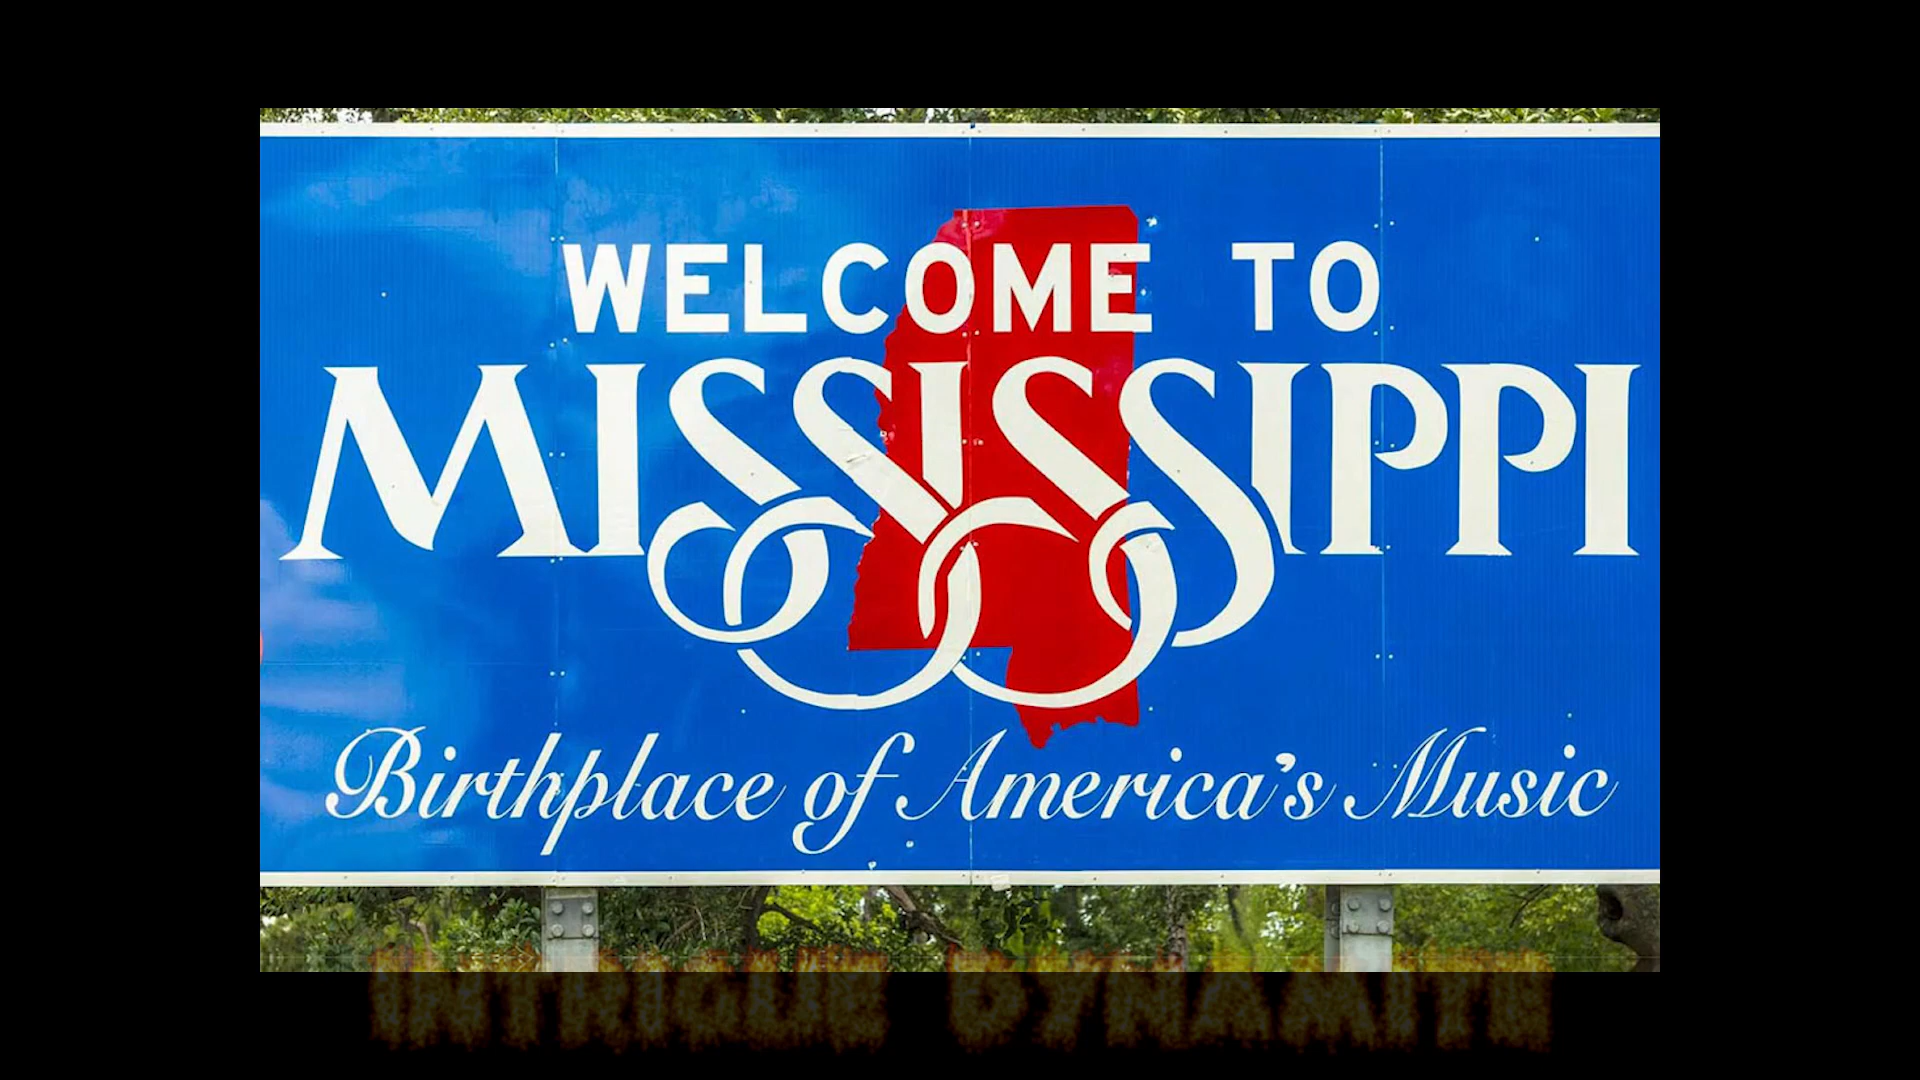 WELCOME TO
MISSISSIPPI
Birthplace of America's Music
INTRIGUE DYNAMITE